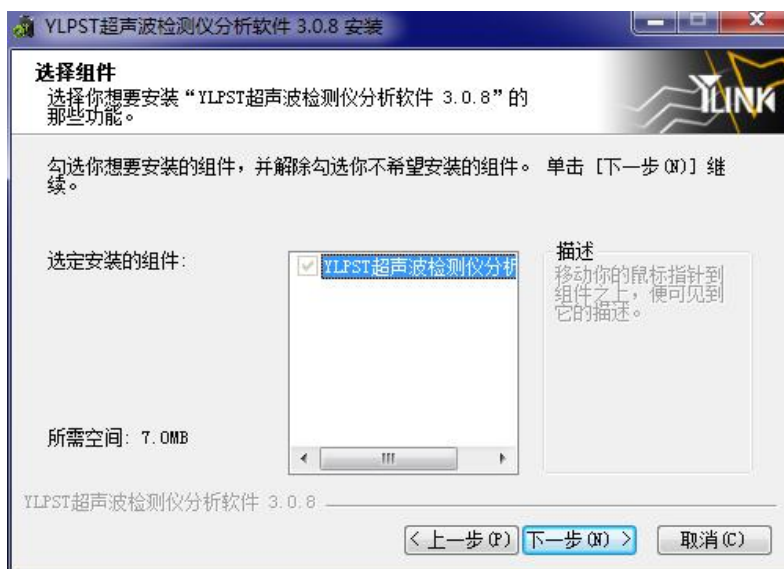 YLPST超声波检测仪分析软件 3.0.8 安装
选择组件
选择你想要安装“YLPST超声波检测仪分析软件 3.0.8”的
那些功能。
YLINK
勾选你想要安装的组件，并解除勾选你不希望安装的组件。 单击 [下一步(N)] 继
续。
选定安装的组件:
YLPST超声波检测仪分析
描述
移动你的鼠标指针到
组件之上，便可见到
它的描述。
所需空间: 7.0MB
YLPST超声波检测仪分析软件 3.0.8
< 上一步(P)
下一步(N) >
取消(C)